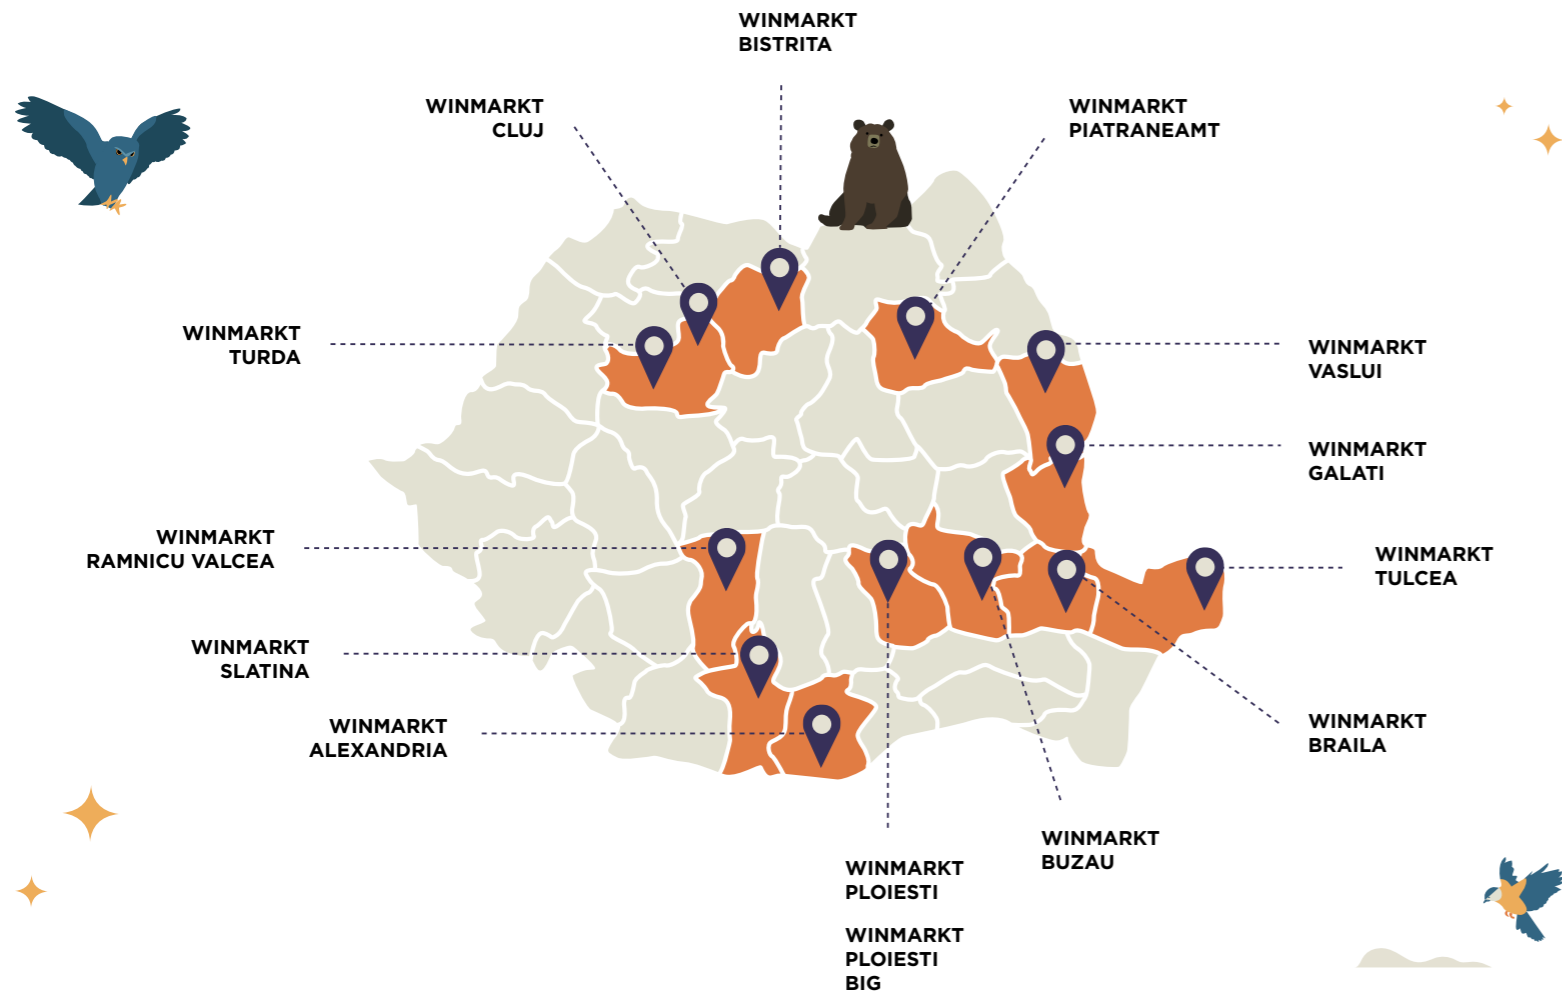 WINMARKT
BISTRITA
WINMARKT
CLUJ
WINMARKT
PIATRANEAMT
WINMARKT
TURDA
WINMARKT
VASLUI
WINMARKT
GALATI
WINMARKT
RAMNICU VALCEA
WINMARKT
TULCEA
WINMARKT
SLATINA
WINMARKT
ALEXANDRIA
WINMARKT
BRAILA
WINMARKT
BUZAU
WINMARKT
PLOIESTI
WINMARKT
PLOIESTI
BIG